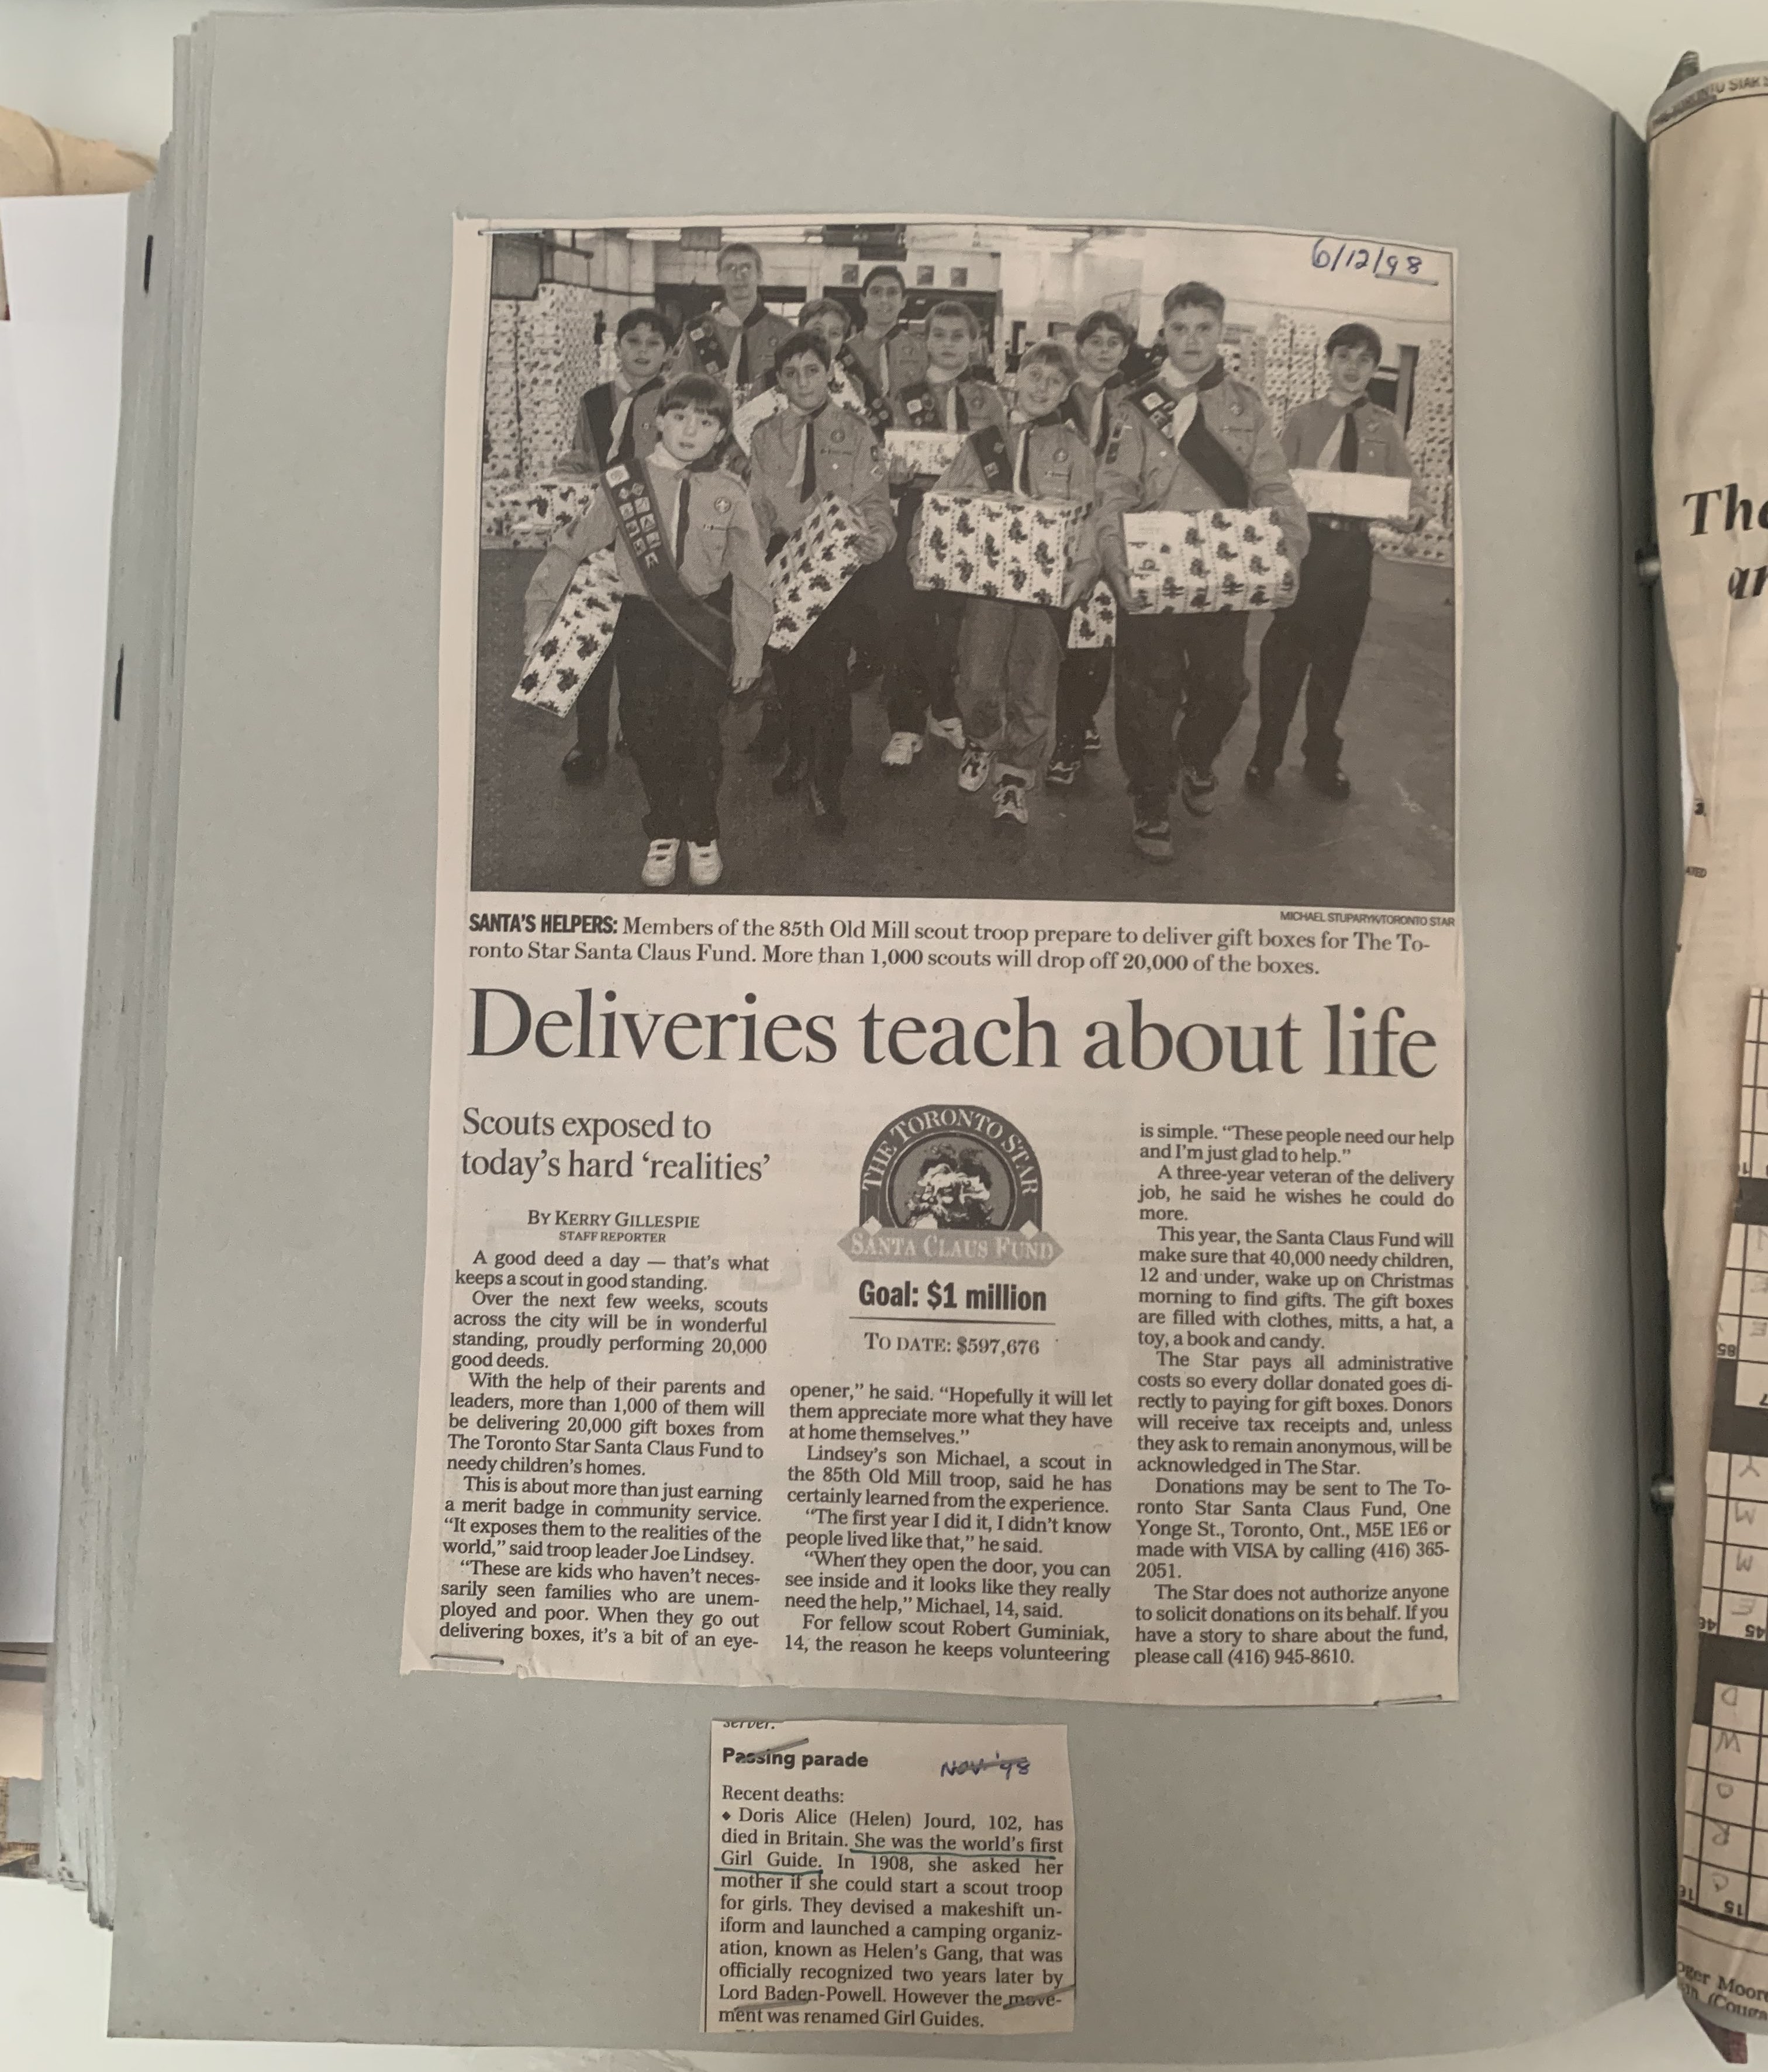 6/12/98
MICHAEL STUPARYK/TORONTO STAR
SANTA'S HELPERS: Members of the 85th Old Mill scout troop prepare to deliver gift boxes for The To-
ronto Star Santa Claus Fund. More than 1,000 scouts will drop off 20,000 of the boxes.
Deliveries teach about life
Scouts exposed to
today's hard 'realities'
BY KERRY GILLESPIE
STAFF REPORTER
A good deed a day — that's what
keeps a scout in good standing.
Over the next few weeks, scouts
across the city will be in wonderful
standing, proudly performing 20,000
good deeds.
With the help of their parents and
leaders, more than 1,000 of them will
be delivering 20,000 gift boxes from
The Toronto Star Santa Claus Fund to
needy children's homes.
This is about more than just earning
a merit badge in community service.
"It exposes them to the realities of the
world," said troop leader Joe Lindsey.
"These are kids who haven't neces-
sarily seen families who are unem-
ployed and poor. When they go out
delivering boxes, it's a bit of an eye-
THE TORONTO STAR
SANTA CLAUS FUND
Goal: $1 million
TO DATE: $597,676
opener," he said. "Hopefully it will let
them appreciate more what they have
at home themselves."
Lindsey's son Michael, a scout in
the 85th Old Mill troop, said he has
certainly learned from the experience.
"The first year I did it, I didn't know
people lived like that," he said.
"When they open the door, you can
see inside and it looks like they really
need the help," Michael, 14, said.
For fellow scout Robert Guminiak,
14, the reason he keeps volunteering
is simple. "These people need our help
and I'm just glad to help."
A three-year veteran of the delivery
job, he said he wishes he could do
more.
This year, the Santa Claus Fund will
make sure that 40,000 needy children,
12 and under, wake up on Christmas
morning to find gifts. The gift boxes
are filled with clothes, mitts, a hat, a
toy, a book and candy.
The Star pays all administrative
costs so every dollar donated goes di-
rectly to paying for gift boxes. Donors
will receive tax receipts and, unless
they ask to remain anonymous, will be
acknowledged in The Star.
Donations may be sent to The To-
ronto Star Santa Claus Fund, One
Yonge St., Toronto, Ont., M5E 1E6 or
made with VISA by calling (416) 365-
2051.
The Star does not authorize anyone
to solicit donations on its behalf. If you
have a story to share about the fund,
please call (416) 945-8610.
server.
Passing parade
NOV '98
Recent deaths:
◆ Doris Alice (Helen) Jourd, 102, has
died in Britain. She was the world's first
Girl Guide. In 1908, she asked her
mother if she could start a scout troop
for girls. They devised a makeshift un-
iform and launched a camping organiz-
ation, known as Helen's Gang, that was
officially recognized two years later by
Lord Baden-Powell. However the move-
ment was renamed Girl Guides.
TORONTO STAR
The